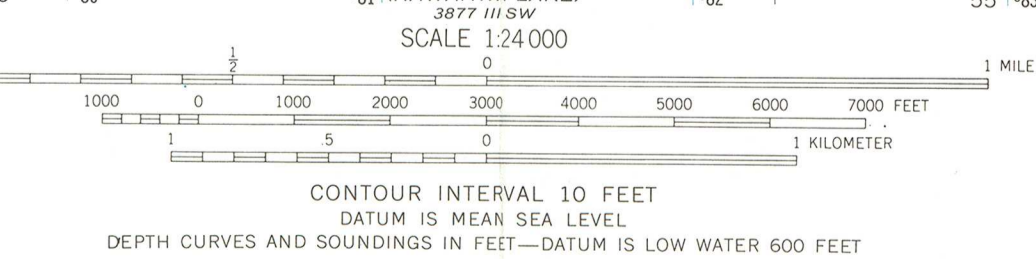 3877 III SW
SCALE 1:24 000
1/2 0 1 MILE
1000 0 1000 2000 3000 4000 5000 6000 7000 FEET
1 .5 0 1 KILOMETER
CONTOUR INTERVAL 10 FEET
DATUM IS MEAN SEA LEVEL
DEPTH CURVES AND SOUNDINGS IN FEET—DATUM IS LOW WATER 600 FEET